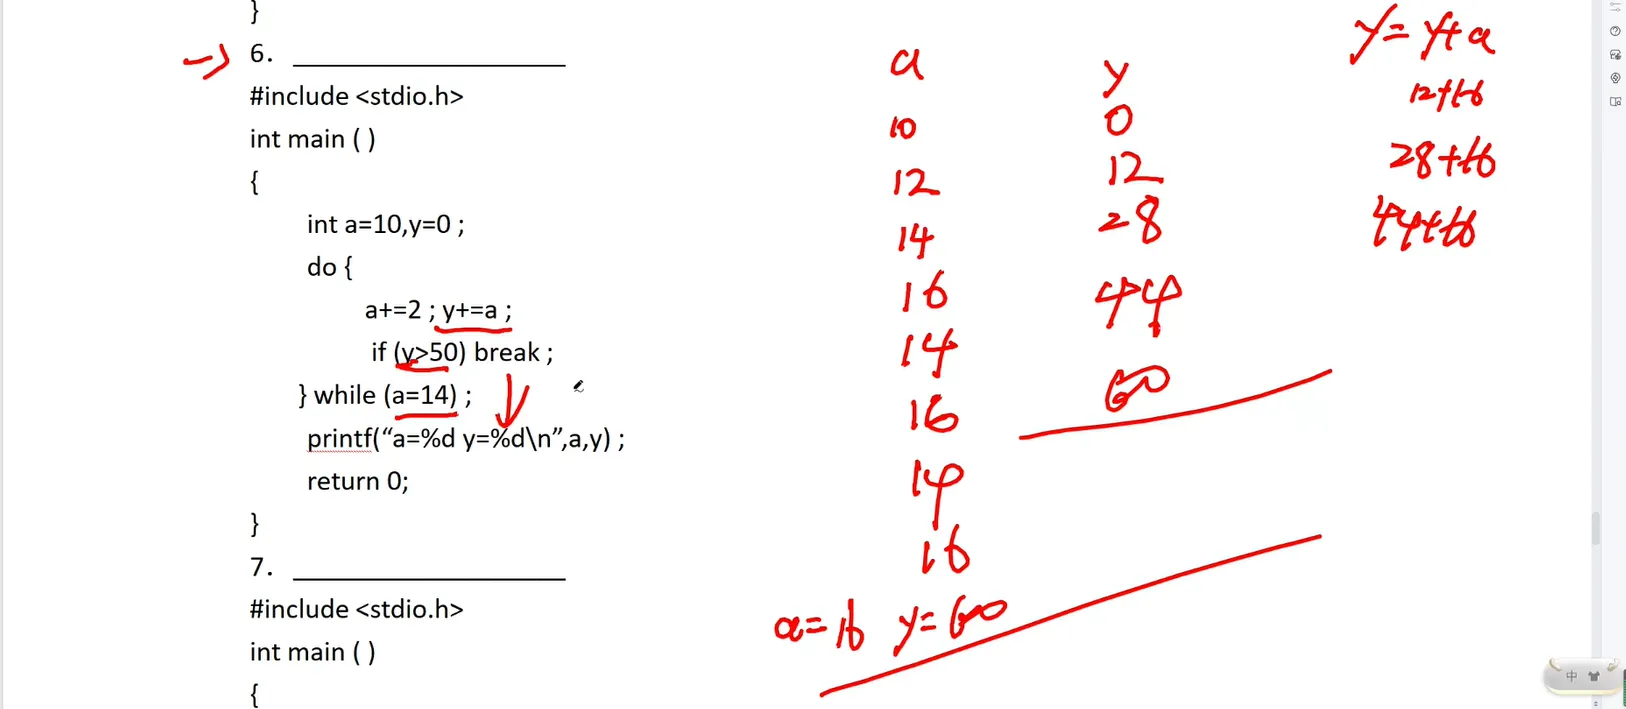 }
6. ____________________
#include <stdio.h>
int main ( )
{
int a=10,y=0 ;
do {
a+=2 ; y+=a ;
if (y>50) break ;
} while (a=14) ;
printf(“a=%d y=%d\n”,a,y) ;
return 0;
}
7. ____________________
#include <stdio.h>
int main ( )
{
a
10
12
14
16
14
16
14
16
y
0
12
28
44
60
a=16 y=60
y=y+a
12+16
28+16
44+16
中